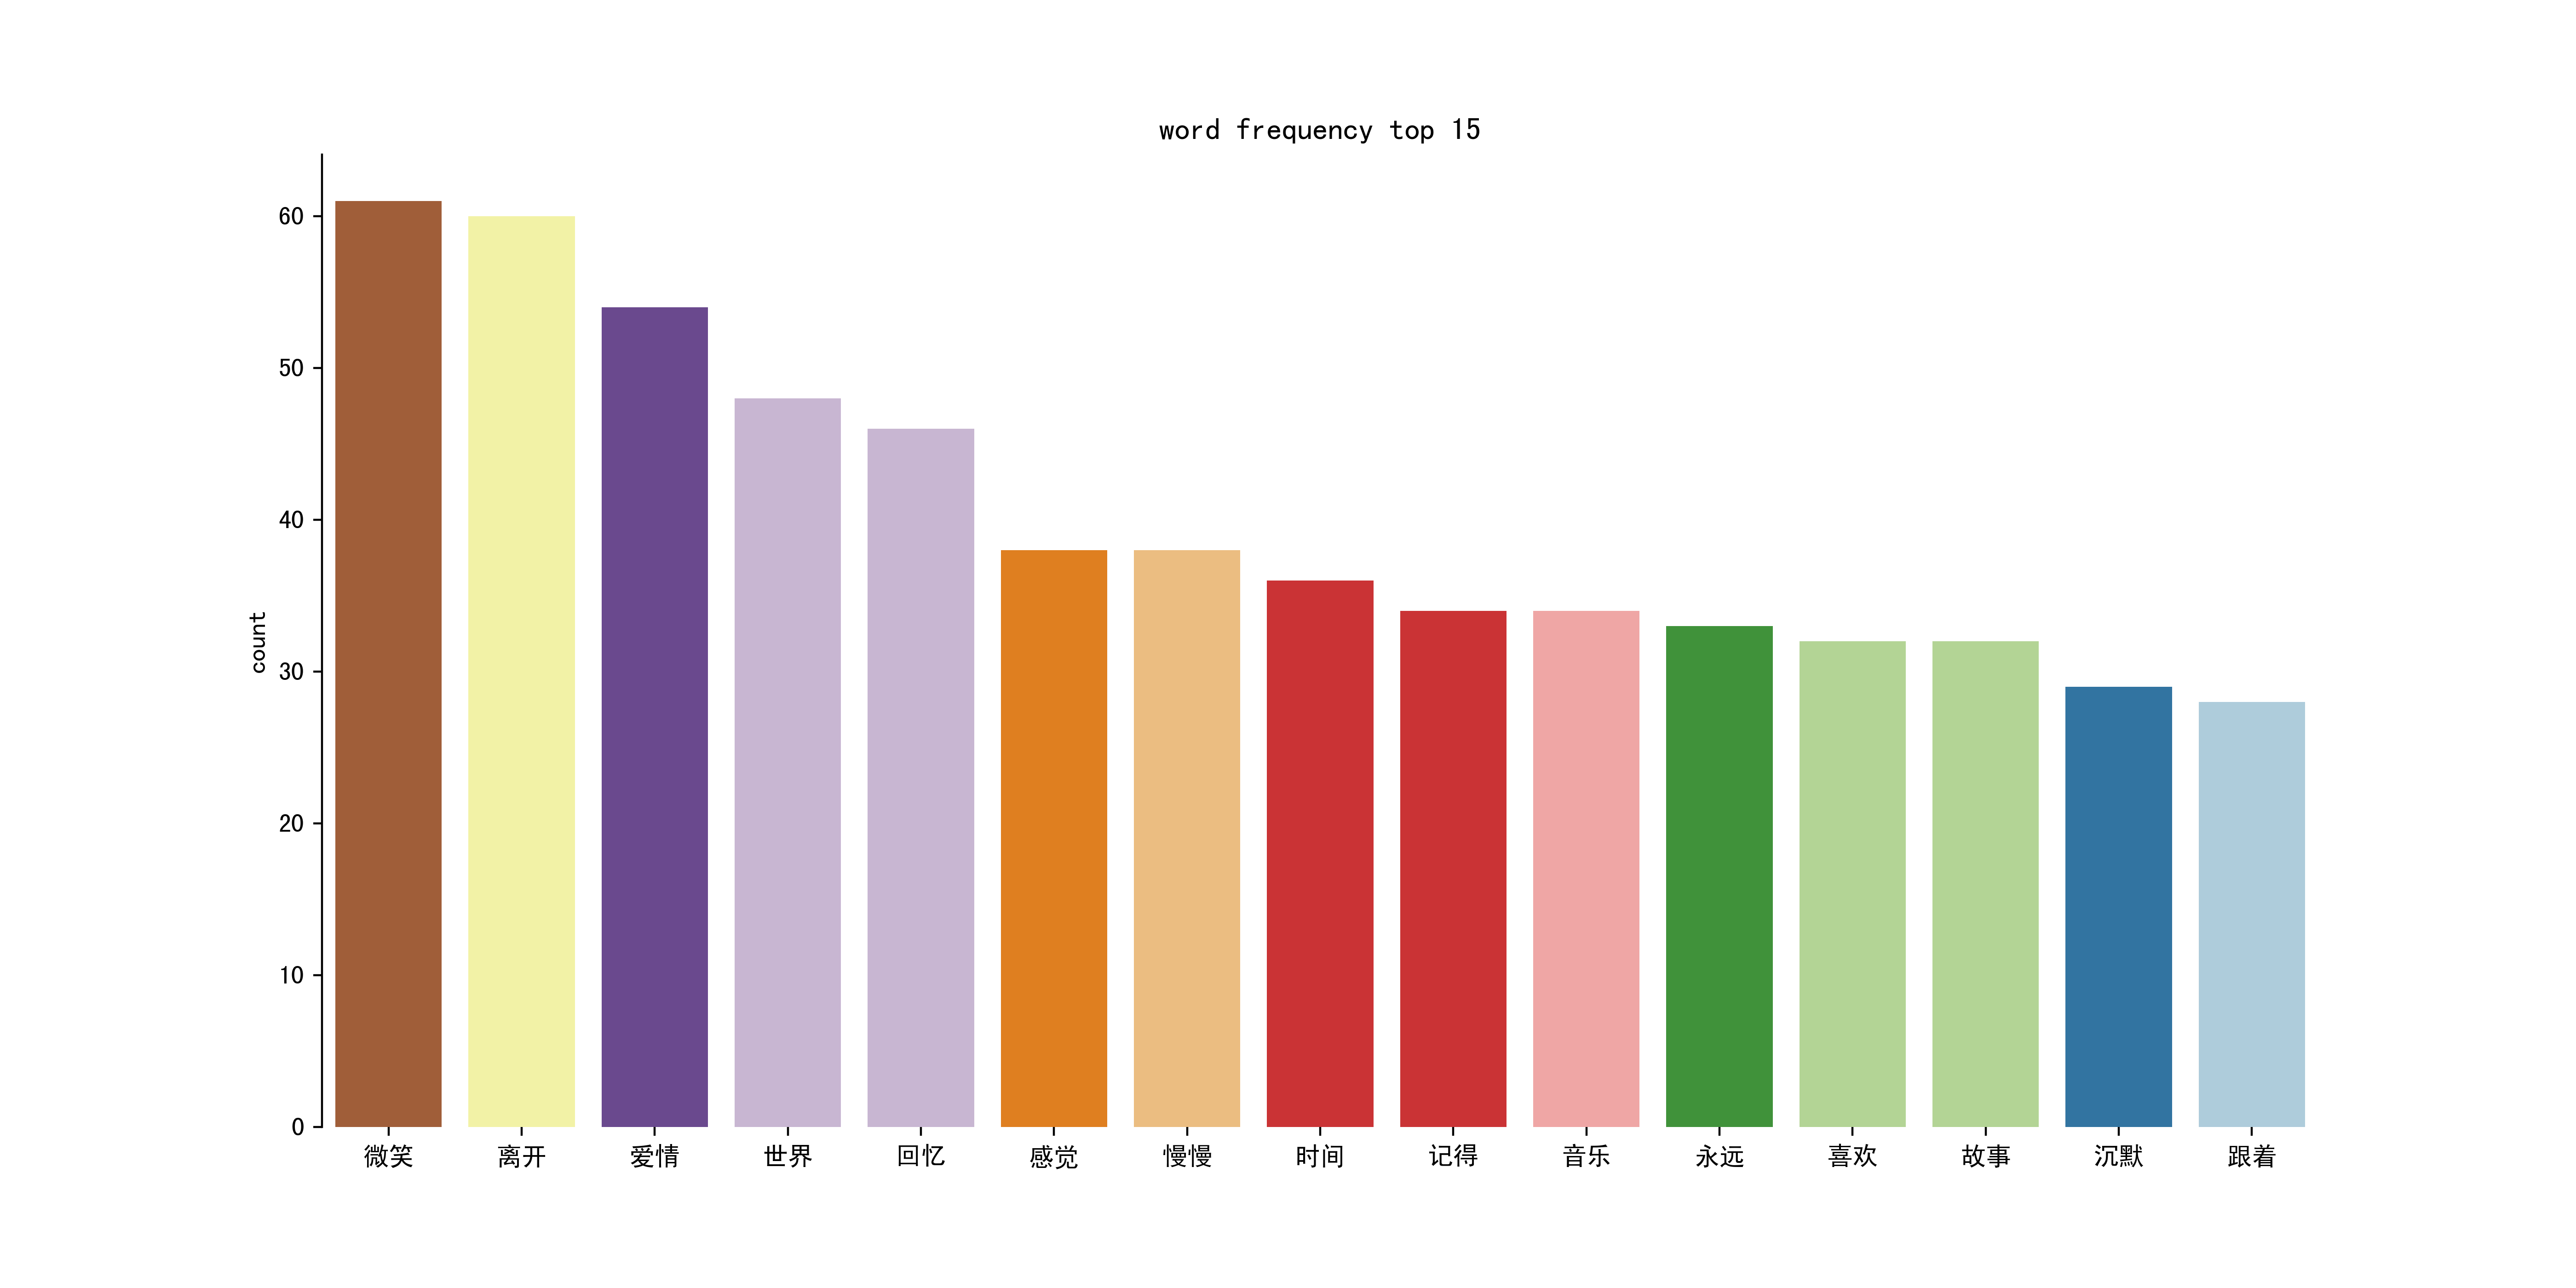 word frequency top 15
count
60
50
40
30
20
10
0
微笑 离开 爱情 世界 回忆 感觉 慢慢 时间 记得 音乐 永远 喜欢 故事 沉默 跟着